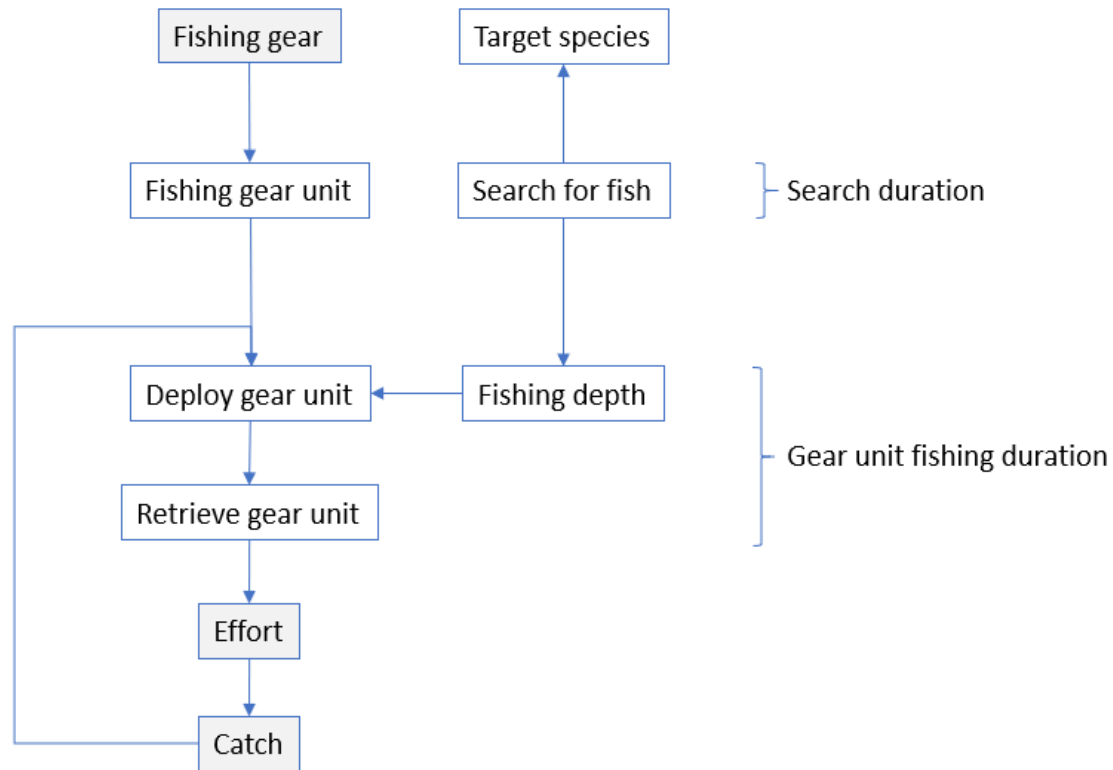 Fishing gear
Target species
Fishing gear unit
Search for fish
Search duration
Deploy gear unit
Fishing depth
Gear unit fishing duration
Retrieve gear unit
Effort
Catch